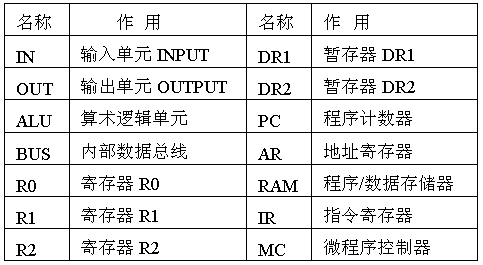 名称 作 用 名称 作 用
IN 输入单元 INPUT DR1 暂存器 DR1
OUT 输出单元 OUTPUT DR2 暂存器 DR2
ALU 算术逻辑单元 PC 程序计数器
BUS 内部数据总线 AR 地址寄存器
R0 寄存器 R0 RAM 程序/数据存储器
R1 寄存器 R1 IR 指令寄存器
R2 寄存器 R2 MC 微程序控制器